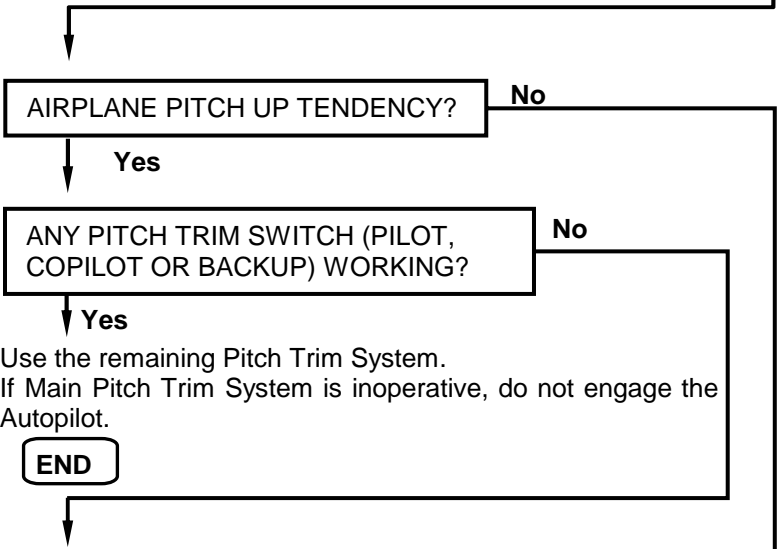 AIRPLANE PITCH UP TENDENCY?
No
Yes
ANY PITCH TRIM SWITCH (PILOT,
COPILOT OR BACKUP) WORKING?
No
Yes
Use the remaining Pitch Trim System.
If Main Pitch Trim System is inoperative, do not engage the
Autopilot.
END